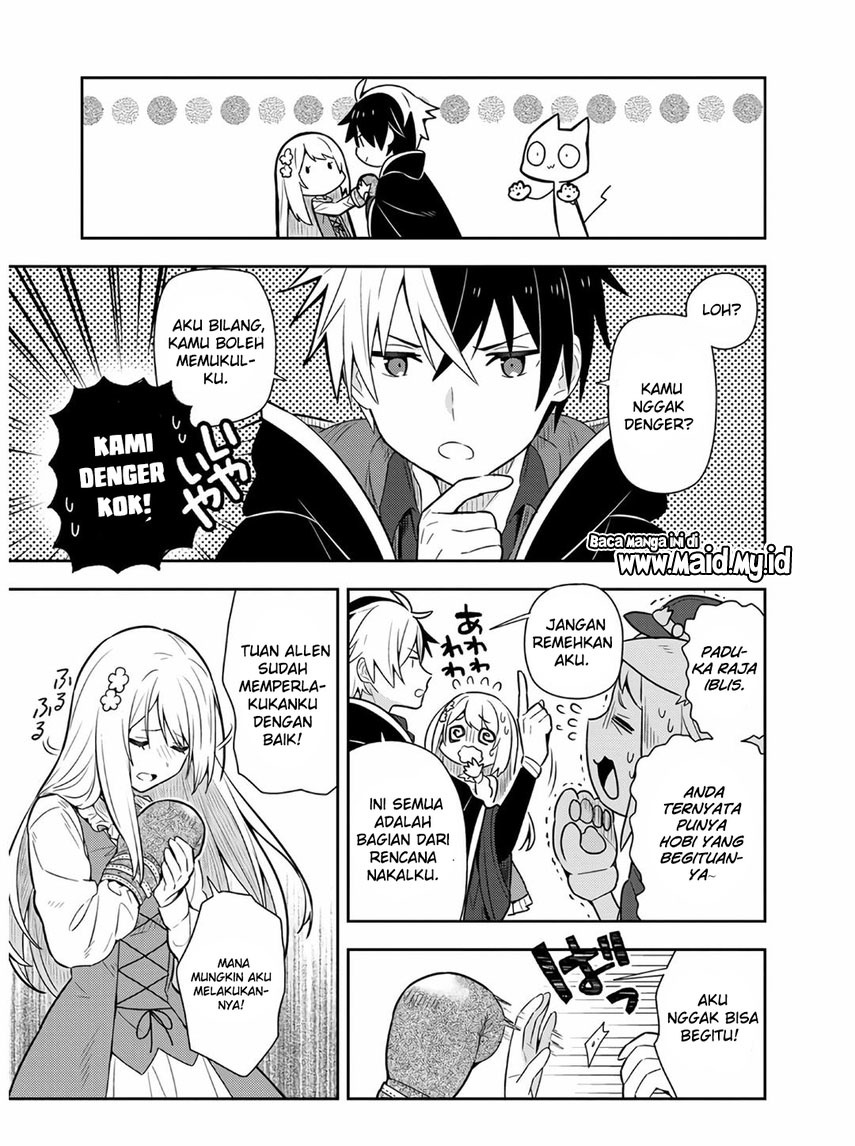 LOH?
KAMU
NGGAK
DENGER?
AKU BILANG,
KAMU BOLEH
MEMUKUL-
KU.
KAMI
DENGER
KOK!
いやいや
Baca Manga ini di
www.Maid.My.id
PADU-
KA RAJA
IBLIS.
ANDA
TERNYATA
PUNYA
HOBI YANG
BEGITUAN-
YA~
JANGAN
REMEHKAN
AKU.
あわわわ
INI SEMUA
ADALAH
BAGIAN DARI
RENCANA
NAKALKU.
AKU
NGGAK BISA
BEGITU!
ばっ
TUAN ALLEN
SUDAH
MEMPERLA-
KUKANKU
DENGAN
BAIK!
ふるふる
MANA
MUNGKIN AKU
MELAKUKAN-
NYA!